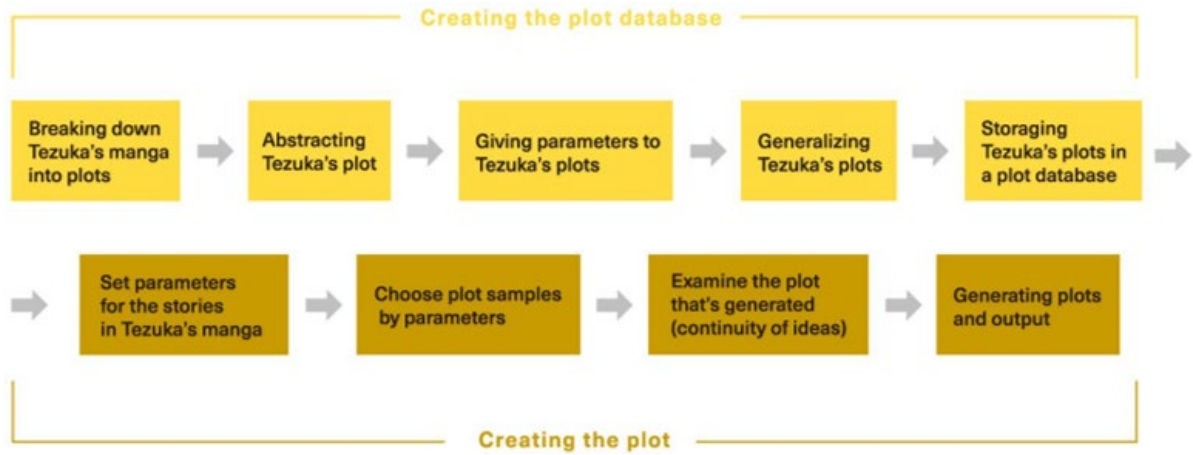 Creating the plot database
Breaking down
Tezuka's manga
into plots
Abstracting
Tezuka's plot
Giving parameters to
Tezuka's plots
Generalizing
Tezuka's plots
Storaging
Tezuka's plots in
a plot database
Set parameters
for the stories
in Tezuka's manga
Choose plot samples
by parameters
Examine the plot
that's generated
(continuity of ideas)
Generating plots
and output
Creating the plot